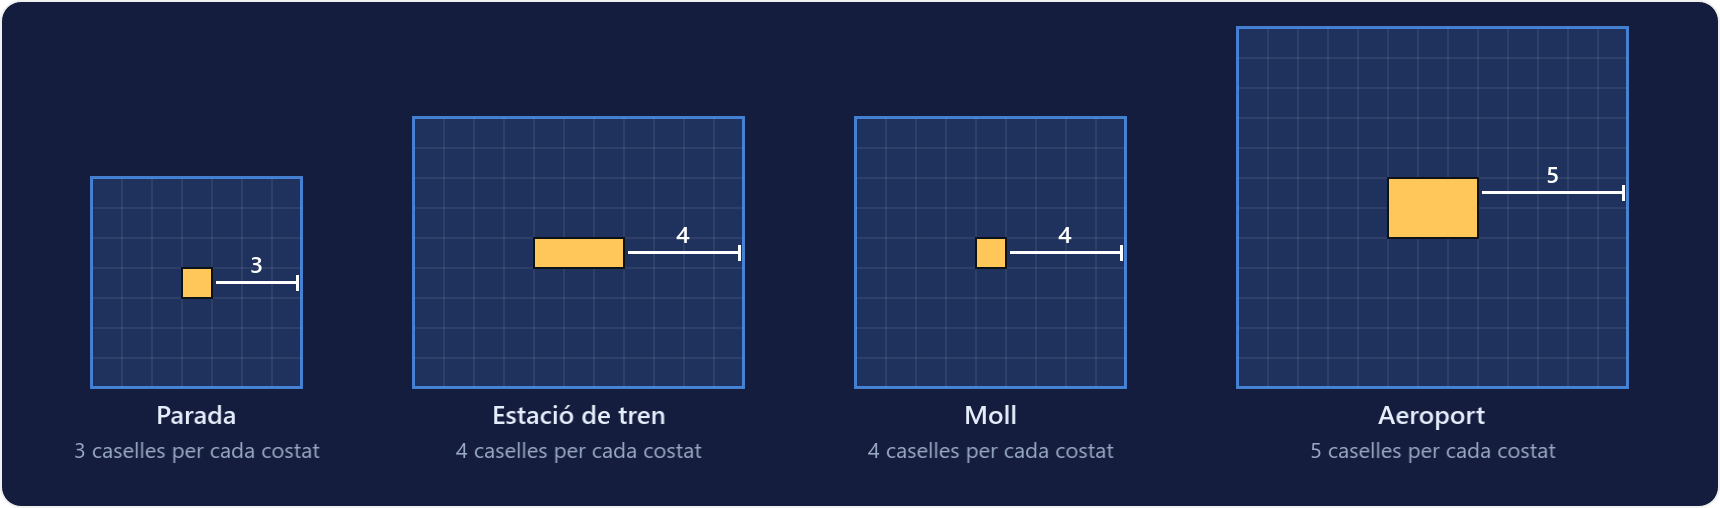 3
Parada
3 caselles per cada costat
4
Estació de tren
4 caselles per cada costat
4
Moll
4 caselles per cada costat
5
Aeroport
5 caselles per cada costat